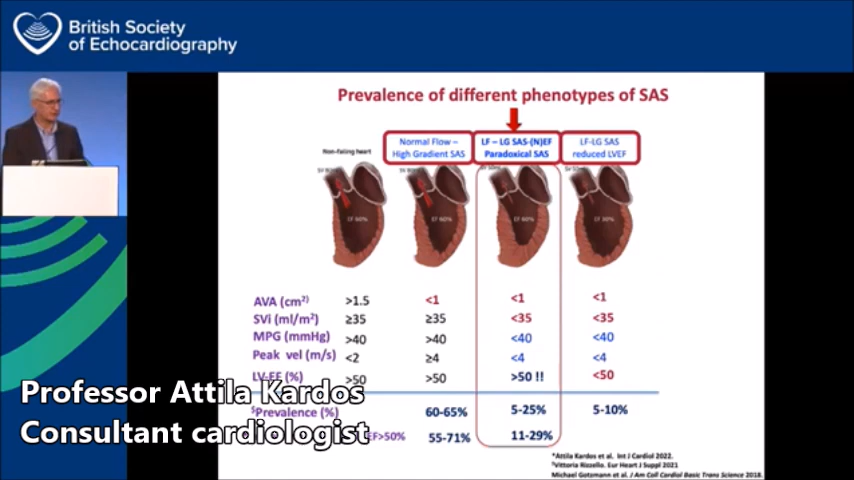 British Society
of Echocardiography
Prevalence of different phenotypes of SAS
Non-failing heart
Normal Flow –
High Gradient SAS
LF – LG SAS-(N)EF
Paradoxical SAS
LF-LG SAS
reduced LVEF
EF 60%
EF 60%
EF 60%
EF 30%
AVA (cm²) >1.5 <1 <1 <1
SVi (ml/m²) ≥35 ≥35 <35 <35
MPG (mmHg) >40 >40 <40 <40
Peak vel (m/s) <2 ≥4 <4 <4
LV-EF (%) >50 >50 >50 !! <50
$Prevalence (%) 60-65% 5-25% 5-10%
EF>50% 55-71% 11-29%
Professor Attila Kardos
Consultant cardiologist
*Attila Kardos et al. Int J Cardiol 2022.
$Vittoria Rizzello. Eur Heart J Suppl 2021
Michael Gotzmann et al. J Am Coll Cardiol Basic Trans Science 2018.